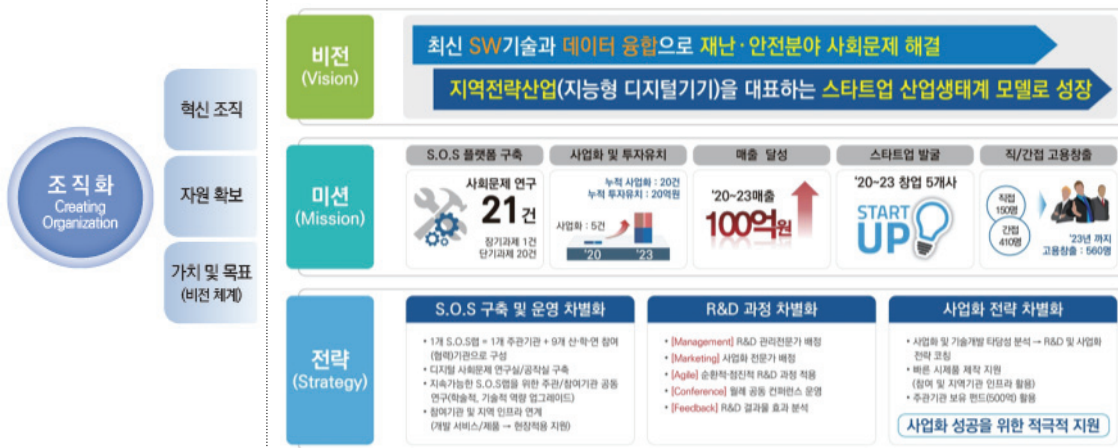 조직화
Creating
Organization
혁신 조직
자원 확보
가치 및 목표
(비전 체계)
비전
(Vision)
최신 SW기술과 데이터 융합으로 재난·안전분야 사회문제 해결
지역전략산업(지능형 디지털기기)을 대표하는 스타트업 산업생태계 모델로 성장
미션
(Mission)
S.O.S 플랫폼 구축
사회문제 연구
21건
장기과제 1건
단기과제 20건
사업화 및 투자유치
누적 사업화 : 20건
누적 투자유치 : 20억원
사업화 : 5건
'20
'23
매출 달성
'20~23매출
100억원
스타트업 발굴
'20~23 창업 5개사
START
UP
직/간접 고용창출
직접
150명
간접
410명
'23년 까지
고용창출 : 560명
전략
(Strategy)
S.O.S 구축 및 운영 차별화
• 1개 S.O.S랩 = 1개 주관기관 + 9개 산·학·연 참여
(협력)기관으로 구성
• 디지털 사회문제 연구실/공작실 구축
• 지속가능한 S.O.S랩을 위한 주관/참여기관 공동
연구(학술적, 기술적 역량 업그레이드)
• 참여기관 및 지역 인프라 연계
(개발 서비스/제품 → 현장적용 지원)
R&D 과정 차별화
• [Management] R&D 관리전문가 배정
• [Marketing] 사업화 전문가 배정
• [Agile] 순환적·점진적 R&D 과정 적용
• [Conference] 월례 공동 컨퍼런스 운영
• [Feedback] R&D 결과물 효과 분석
사업화 전략 차별화
• 사업화 및 기술개발 타당성 분석 → R&D 및 사업화
전략 코칭
• 빠른 시제품 제작 지원
(참여 및 지역기관 인프라 활용)
• 주관기관 보유 펀드(500억) 활용
사업화 성공을 위한 적극적 지원